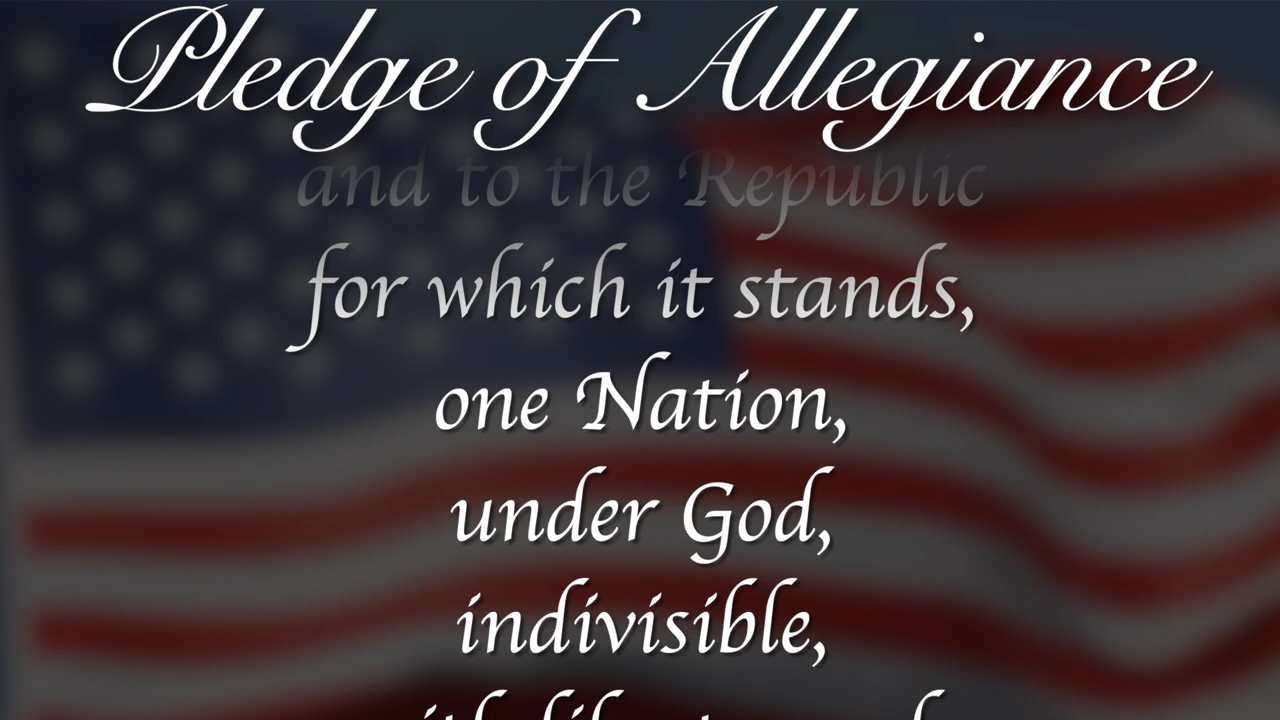 Pledge of Allegiance
and to the Republic
for which it stands,
one Nation,
under God,
indivisible,